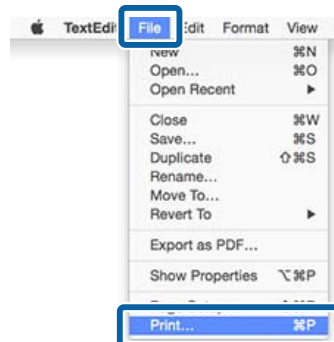 TextEdit File Edit Format View
New ⌘N
Open... ⌘O
Open Recent ▶
Close ⌘W
Save... ⌘S
Duplicate ⇧⌘S
Rename...
Move To...
Revert To ▶
Export as PDF...
Show Properties ⌥⌘P
Print... ⌘P